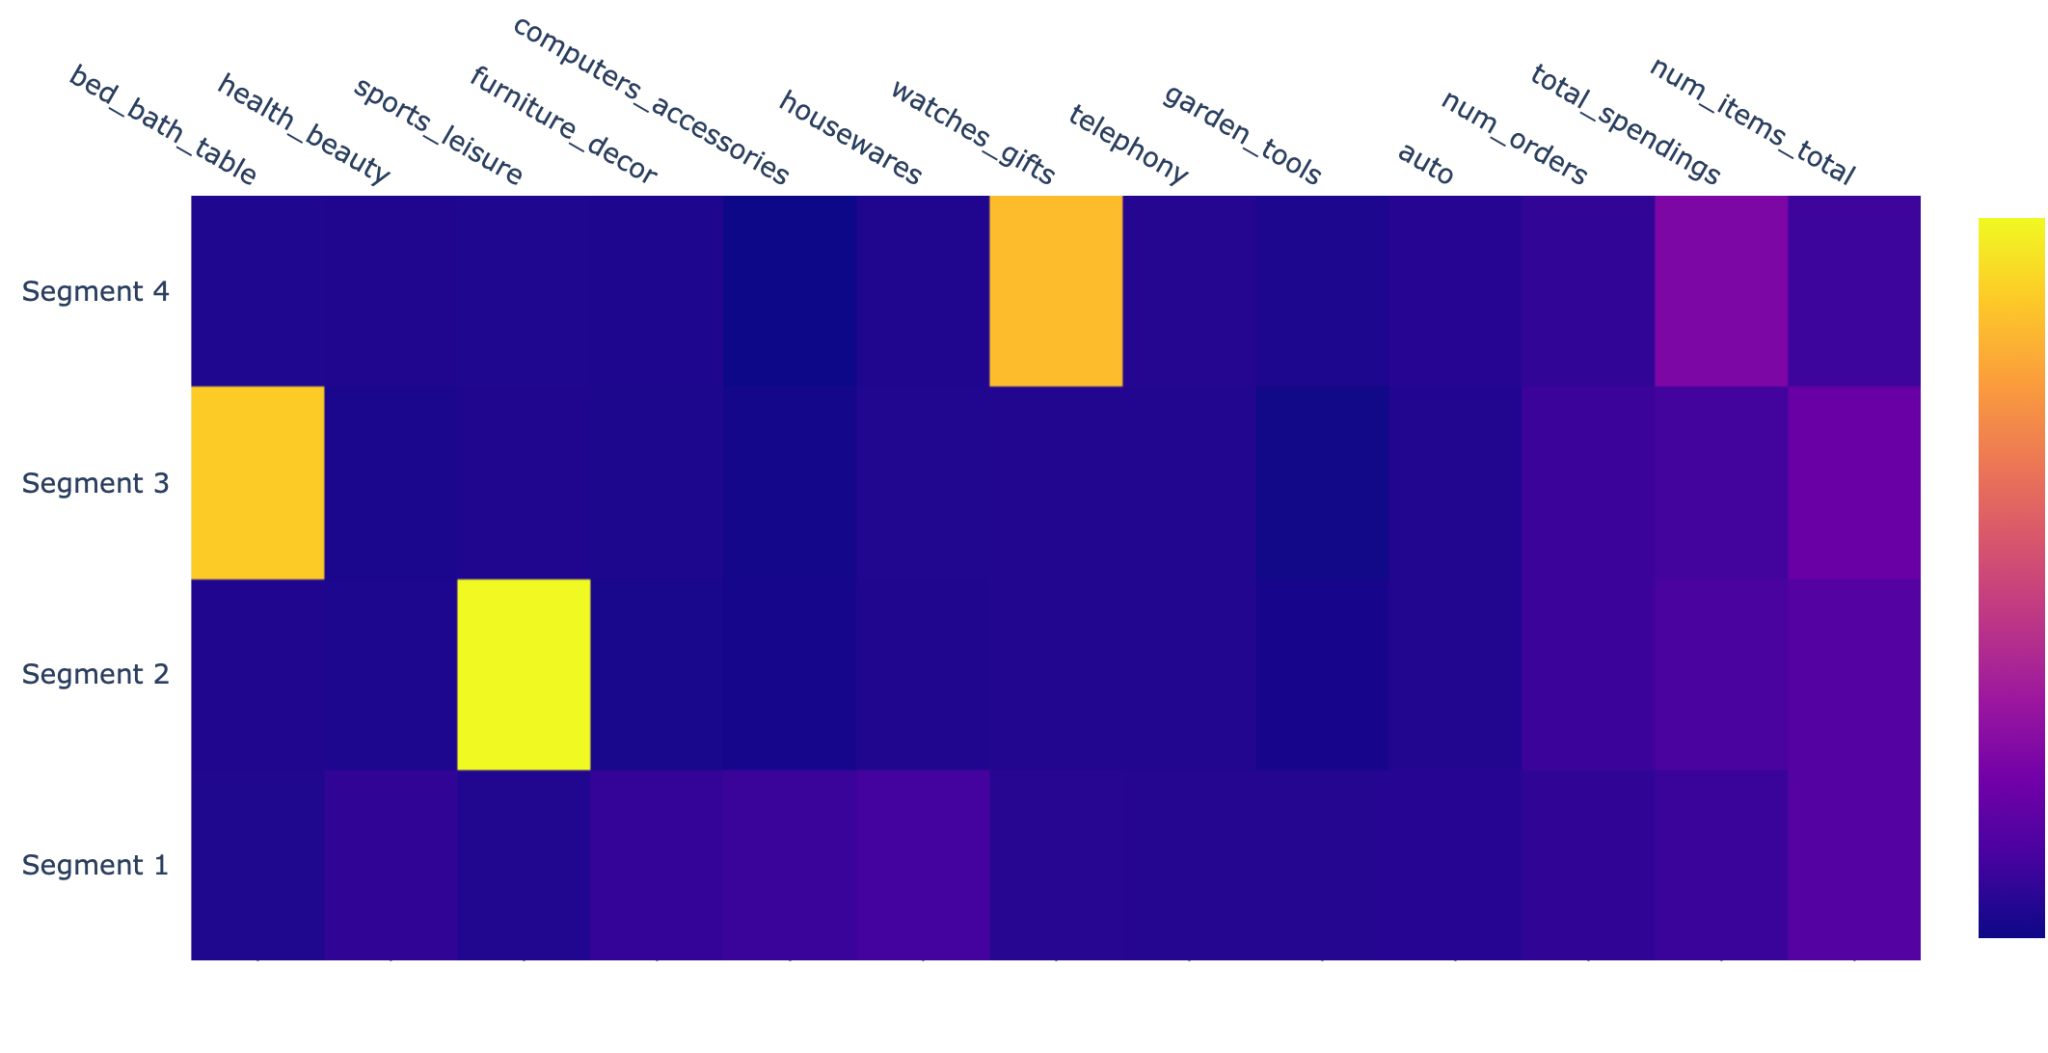 bed_bath_table
health_beauty
sports_leisure
furniture_decor
computers_accessories
housewares
watches_gifts
telephony
garden_tools
auto
num_orders
total_spendings
num_items_total
Segment 4
Segment 3
Segment 2
Segment 1